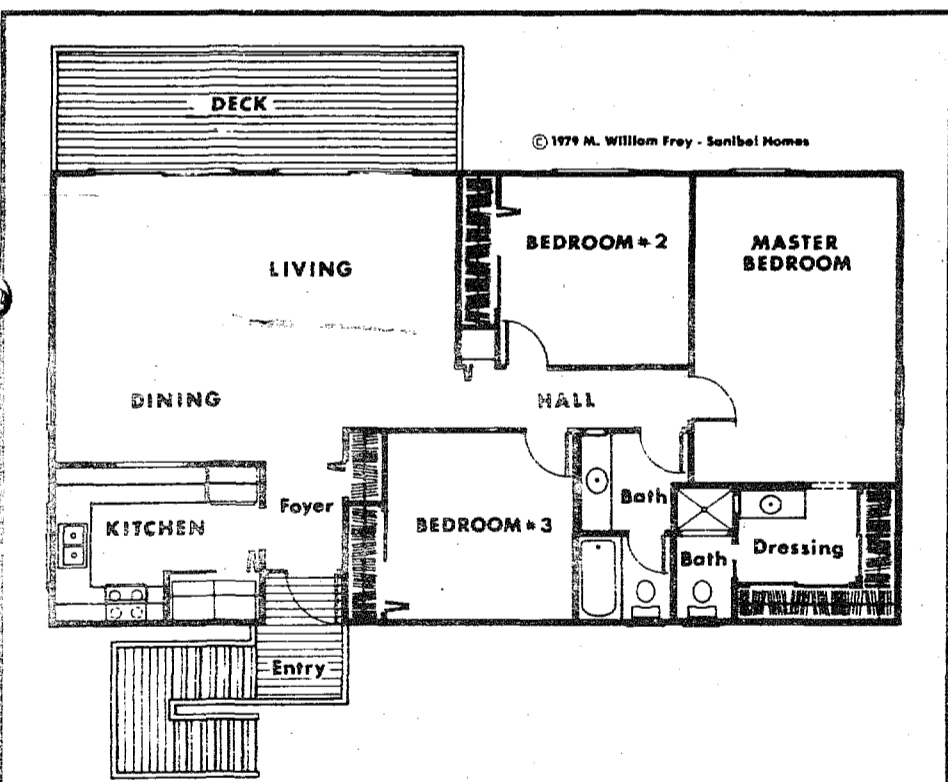 DECK
© 1979 M. William Frey - Sanibel Homes
BEDROOM #2
MASTER
BEDROOM
LIVING
DINING
HALL
Foyer
KITCHEN
BEDROOM #3
Bath
Bath
Dressing
Entry